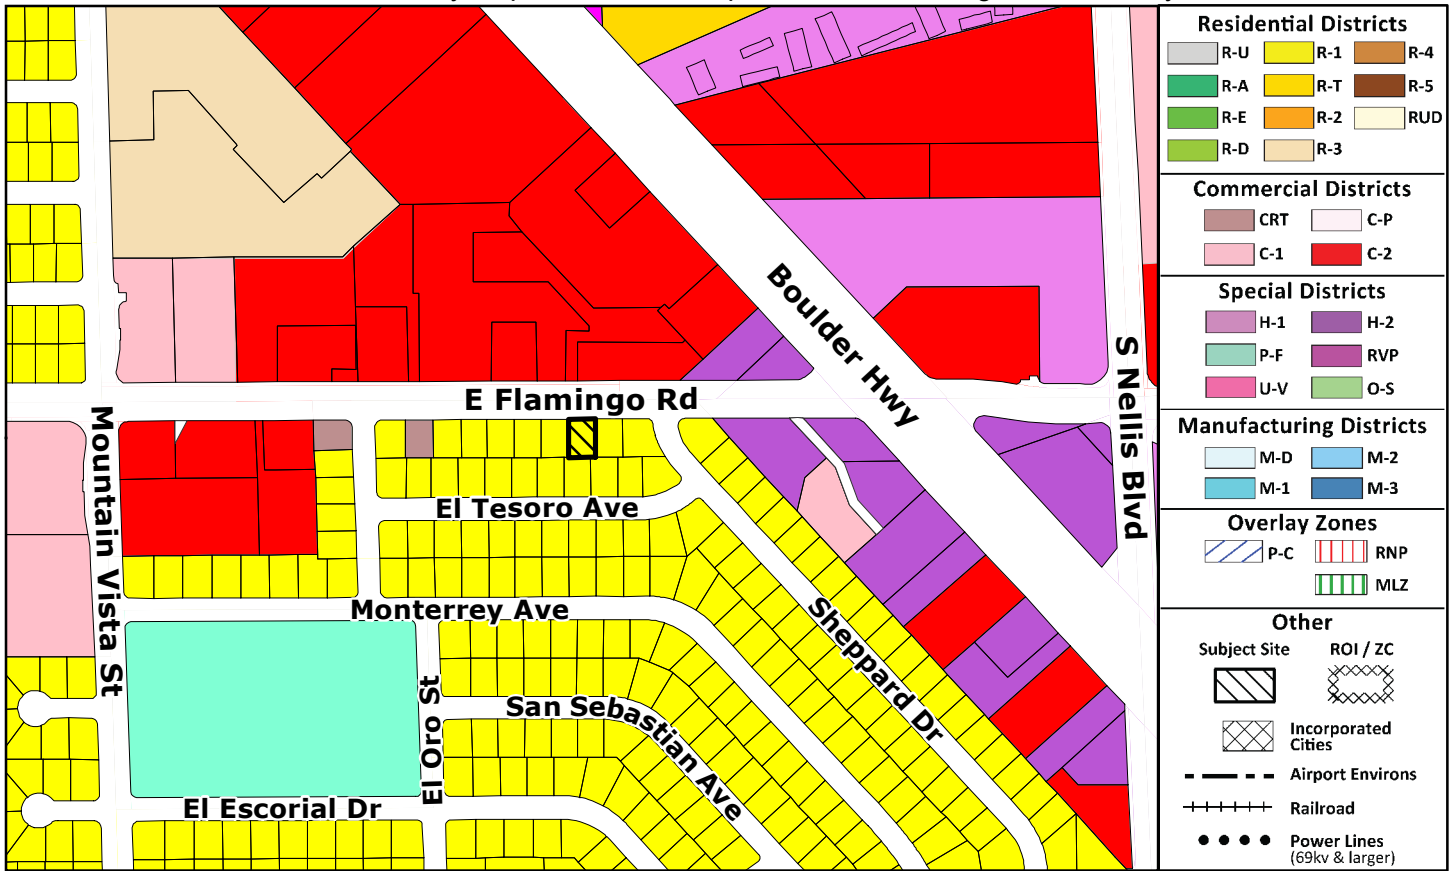 Boulder Hwy
S Nellis Blvd
E Flamingo Rd
Mountain Vista St
El Tesoro Ave
Monterrey Ave
Sheppard Dr
El Oro St
San Sebastian Ave
El Escorial Dr
Residential Districts
R-U R-1 R-4
R-A R-T R-5
R-E R-2 RUD
R-D R-3
Commercial Districts
CRT C-P
C-1 C-2
Special Districts
H-1 H-2
P-F RVP
U-V O-S
Manufacturing Districts
M-D M-2
M-1 M-3
Overlay Zones
P-C RNP
MLZ
Other
Subject Site ROI / ZC
Incorporated
Cities
Airport Environs
Railroad
Power Lines
(69kv & larger)